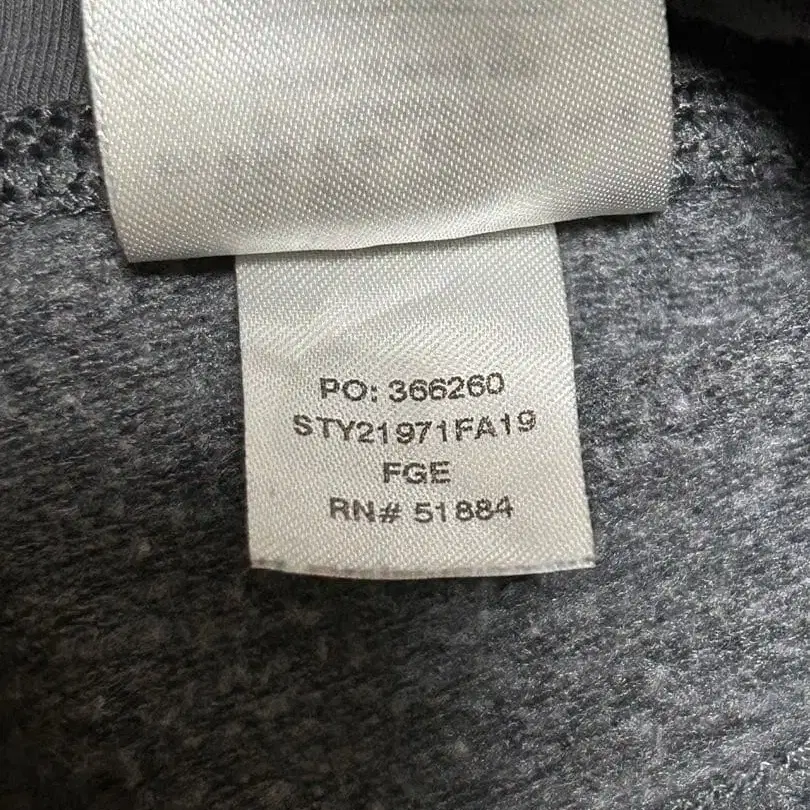 PO: 366260
STY21971FA19
FGE
RN# 51884